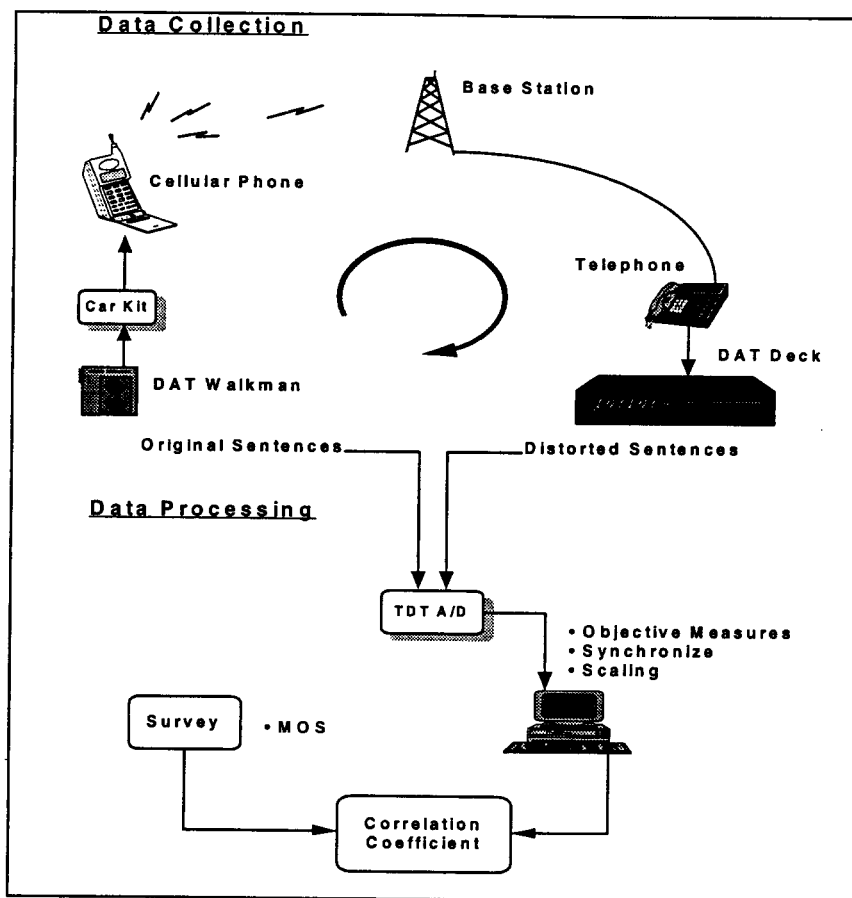 Data Collection
Base Station
Cellular Phone
Telephone
Car Kit
DAT Deck
DAT Walkman
Original Sentences
Distorted Sentences
Data Processing
TDT A/D
• Objective Measures
• Synchronize
• Scaling
Survey
• MOS
Correlation
Coefficient